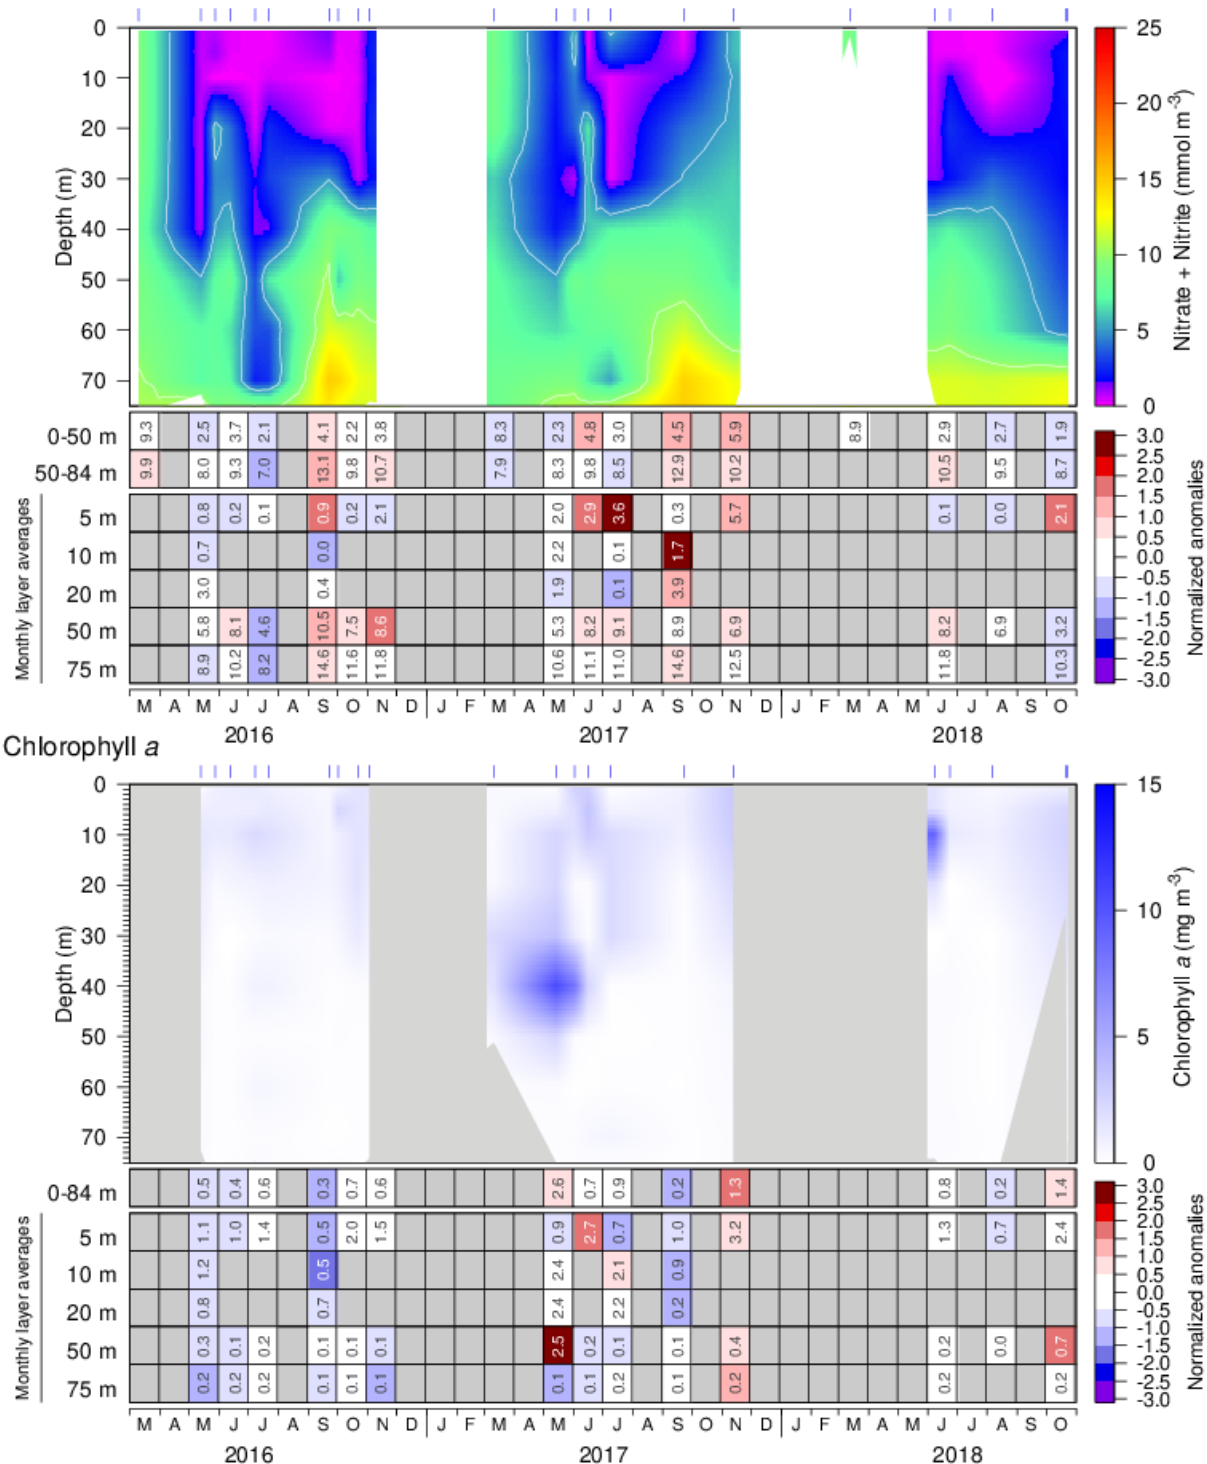 0
10
20
30
40
50
60
70
Depth (m)
25
20
15
10
5
0
Nitrate + Nitrite (mmol m-3)
0-50 m 9.3 2.5 3.7 2.1 4.1 2.2 3.8 8.3 2.3 4.8 3.0 4.5 5.9 8.9 2.9 2.7 1.9
50-84 m 9.9 8.0 9.3 7.0 13.1 9.8 10.7 7.9 8.3 9.8 8.5 12.9 10.2 10.5 9.5 8.7
Monthly layer averages
5 m 0.8 0.2 0.1 0.9 0.2 2.1 2.0 2.9 3.6 0.3 5.7 0.1 0.0 2.1
10 m 0.7 0.0 2.2 0.1 1.7
20 m 3.0 0.4 1.9 0.1 3.9
50 m 5.8 8.1 4.6 10.5 7.5 8.6 5.3 8.2 9.1 8.9 6.9 8.2 6.9 3.2
75 m 8.9 10.2 8.2 14.6 11.6 11.8 10.6 11.1 11.0 14.6 12.5 11.8 10.3
3.0
2.5
2.0
1.5
1.0
0.5
0.0
-0.5
-1.0
-1.5
-2.0
-2.5
-3.0
Normalized anomalies
M A M J J A S O N D J F M A M J J A S O N D J F M A M J J A S O
2016 2017 2018
Chlorophyll a
0
10
20
30
40
50
60
70
Depth (m)
15
10
5
0
Chlorophyll a (mg m-3)
0-84 m 0.5 0.4 0.6 0.3 0.7 0.6 2.6 0.7 0.9 0.2 1.3 0.8 0.2 1.4
Monthly layer averages
5 m 1.1 1.0 1.4 0.5 2.0 1.5 0.9 2.7 0.7 1.0 3.2 1.3 0.7 2.4
10 m 1.2 0.5 2.4 2.1 0.9
20 m 0.8 0.7 2.4 2.2 0.2
50 m 0.3 0.1 0.2 0.1 0.1 0.1 2.5 0.2 0.1 0.1 0.4 0.2 0.0 0.7
75 m 0.2 0.2 0.2 0.1 0.1 0.1 0.1 0.1 0.2 0.1 0.2 0.2 0.2
3.0
2.5
2.0
1.5
1.0
0.5
0.0
-0.5
-1.0
-1.5
-2.0
-2.5
-3.0
Normalized anomalies
M A M J J A S O N D J F M A M J J A S O N D J F M A M J J A S O
2016 2017 2018